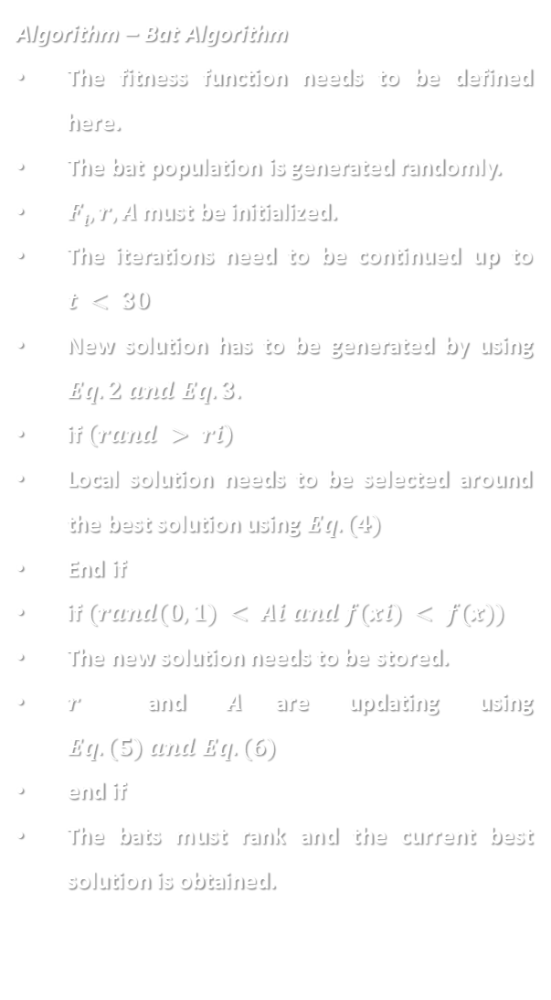 Algorithm – Bat Algorithm
• The fitness function needs to be defined
here.
• The bat population is generated randomly.
• F_i, r, A must be initialized.
• The iterations need to be continued up to
t < 30
• New solution has to be generated by using
Eq. 2 and Eq. 3.
• if (rand > ri)
• Local solution needs to be selected around
the best solution using Eq. (4)
• End if
• if (rand(0, 1) < Ai and f(xi) < f(x))
• The new solution needs to be stored.
• r and A are updating using
Eq. (5) and Eq. (6)
• end if
• The bats must rank and the current best
solution is obtained.